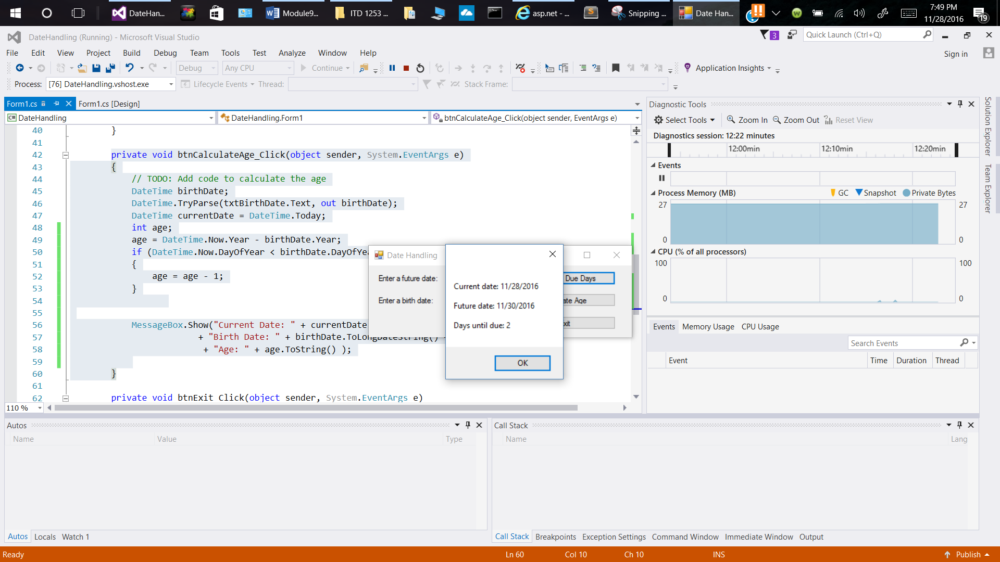 DateHan...
Module9...
ITD 1253 ...
asp.net - ...
Snipping ...
Date Han...
7:49 PM
11/28/2016
19
DateHandling (Running) - Microsoft Visual Studio
3
Quick Launch (Ctrl+Q)
File Edit View Project Build Debug Team Tools Test Analyze Window Help
Sign in
Debug Any CPU Continue Application Insights
Process: [76] DateHandling.vshost.exe Lifecycle Events Thread: Stack Frame:
Form1.cs Form1.cs [Design]
DateHandling DateHandling.Form1 btnCalculateAge_Click(object sender, EventArgs e)
40 }
41
42 private void btnCalculateAge_Click(object sender, System.EventArgs e)
43 {
44 // TODO: Add code to calculate the age
45 DateTime birthDate;
46 DateTime.TryParse(txtBirthDate.Text, out birthDate);
47 DateTime currentDate = DateTime.Today;
48 int age;
49 age = DateTime.Now.Year - birthDate.Year;
50 if (DateTime.Now.DayOfYear < birthDate.DayOfYea
51 {
52 age = age - 1;
53 }
54
55
56 MessageBox.Show("Current Date: " + currentDate
57 + "Birth Date: " + birthDate.ToLongDateString()
58 + "Age: " + age.ToString() );
59
60 }
61
62 private void btnExit_Click(object sender, System.EventArgs e)
110 %
Date Handling
Enter a future date:
Enter a birth date:
Due Days
ate Age
xit
Current date: 11/28/2016
Future date: 11/30/2016
Days until due: 2
OK
Diagnostic Tools
Select Tools Zoom In Zoom Out Reset View
Diagnostics session: 12:22 minutes
12:00min 12:10min 12:20min
Events
Process Memory (MB) GC Snapshot Private Bytes
27 27
0 0
CPU (% of all processors)
100 100
0 0
Events Memory Usage CPU Usage
Search Events
Event Time Duration Thread
Solution Explorer
Team Explorer
Autos
Name Value Type
Autos Locals Watch 1
Call Stack
Name Lang
Call Stack Breakpoints Exception Settings Command Window Immediate Window Output
Ready Ln 60 Col 10 Ch 10 INS Publish